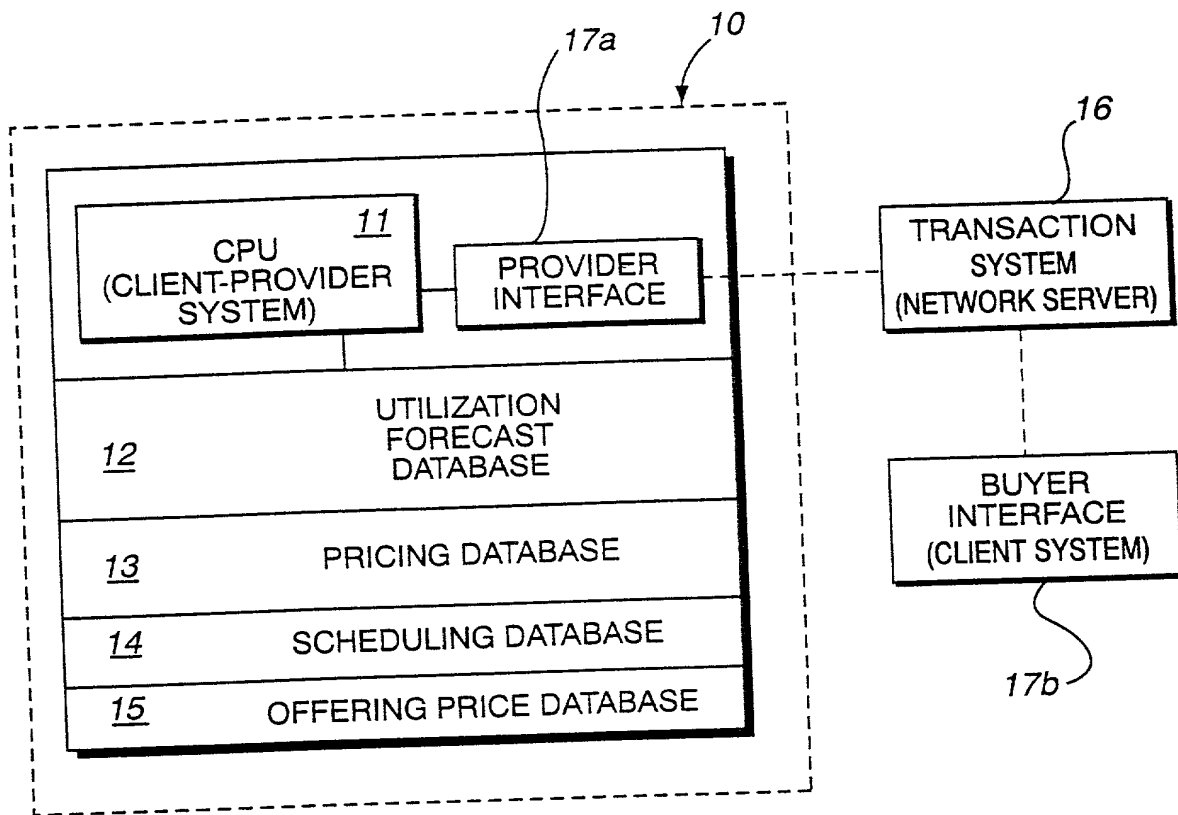 10
17a
16
11
CPU
(CLIENT-PROVIDER
SYSTEM)
PROVIDER
INTERFACE
TRANSACTION
SYSTEM
(NETWORK SERVER)
12
UTILIZATION
FORECAST
DATABASE
BUYER
INTERFACE
(CLIENT SYSTEM)
13
PRICING DATABASE
14
SCHEDULING DATABASE
17b
15
OFFERING PRICE DATABASE